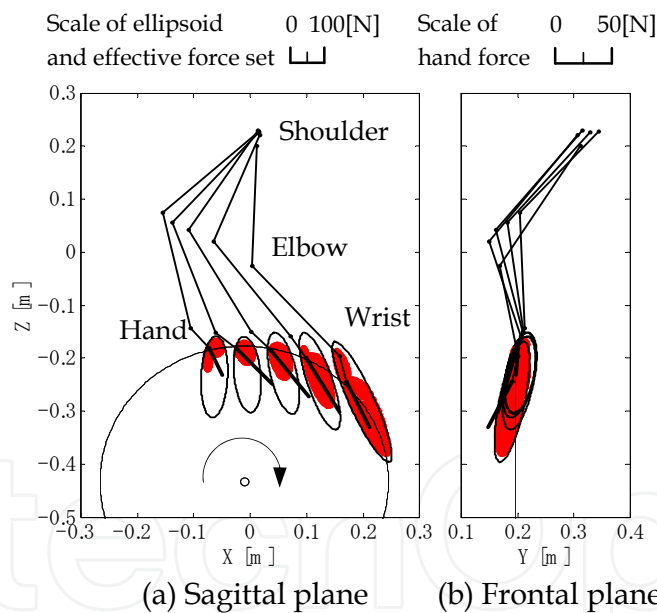 Scale of ellipsoid 0 100[N]
and effective force set
Scale of 0 50[N]
hand force
0.3
0.2
0.1
0
-0.1
-0.2
-0.3
-0.4
-0.5
Z [m]
Shoulder
Elbow
Wrist
Hand
-0.3 -0.2 -0.1 0 0.1 0.2 0.3
X [m]
0.1 0.2 0.3 0.4
Y [m]
(a) Sagittal plane
(b) Frontal plane